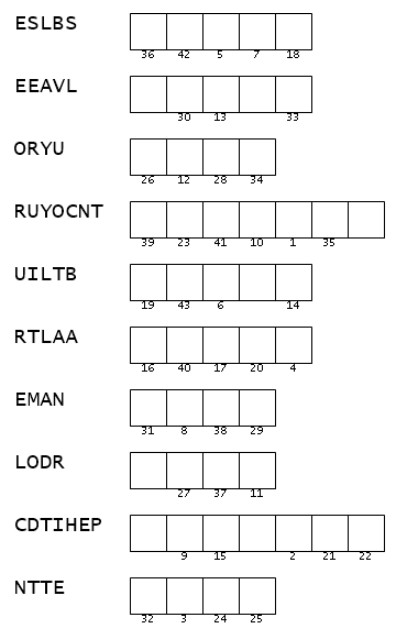 ESLBS
36 42 5 7 18
EEAVL
30 13 33
ORYU
26 12 28 34
RUYOCNT
39 23 41 10 1 35
UILTB
19 43 6 14
RTLAA
16 40 17 20 4
EMAN
31 8 38 29
LODR
27 37 11
CDTIHEP
9 15 2 21 22
NTTE
32 3 24 25